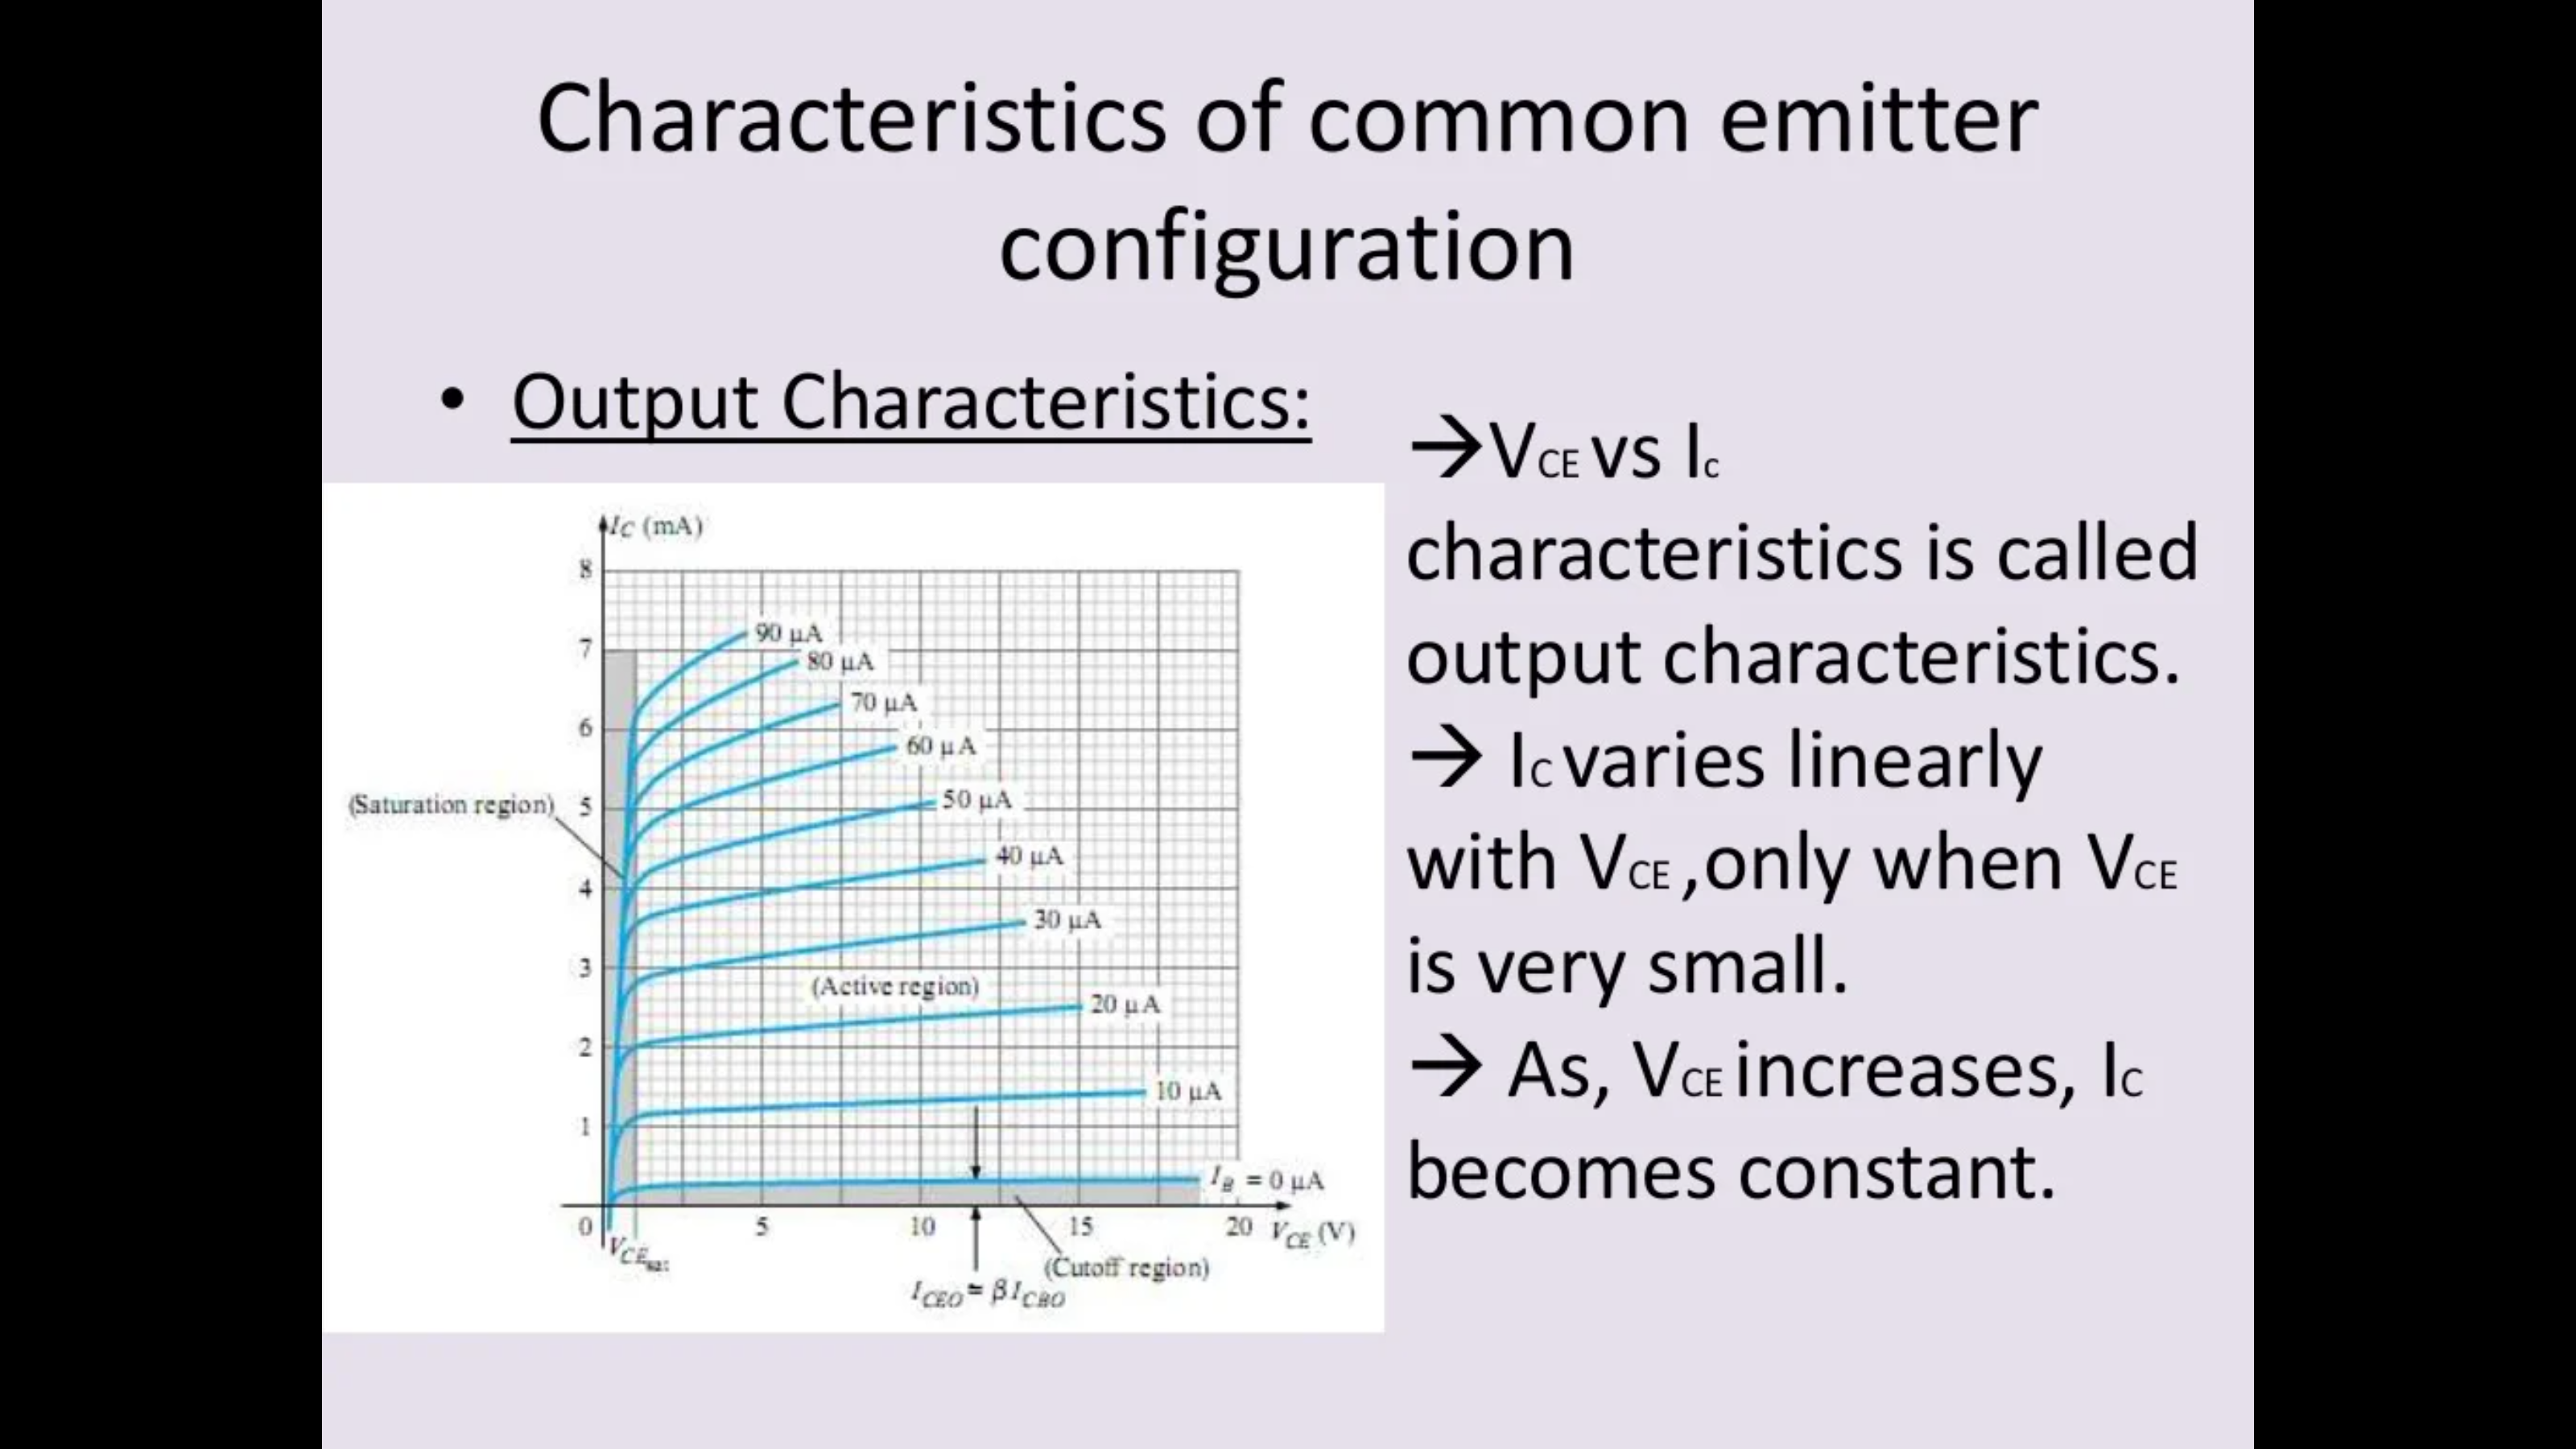 Characteristics of common emitter
configuration
• Output Characteristics:
→VCE vs Ic
characteristics is called
output characteristics.
→ IC varies linearly
with VCE ,only when VCE
is very small.
→ As, VCE increases, IC
becomes constant.
IC (mA)
8
90 µA
7
80 µA
70 µA
6
60 µA
(Saturation region)
5
50 µA
40 µA
4
30 µA
3
(Active region)
20 µA
2
10 µA
1
IB = 0 µA
0
5
10
15
20
VCE (V)
VCEsat
(Cutoff region)
ICEO = βICBO